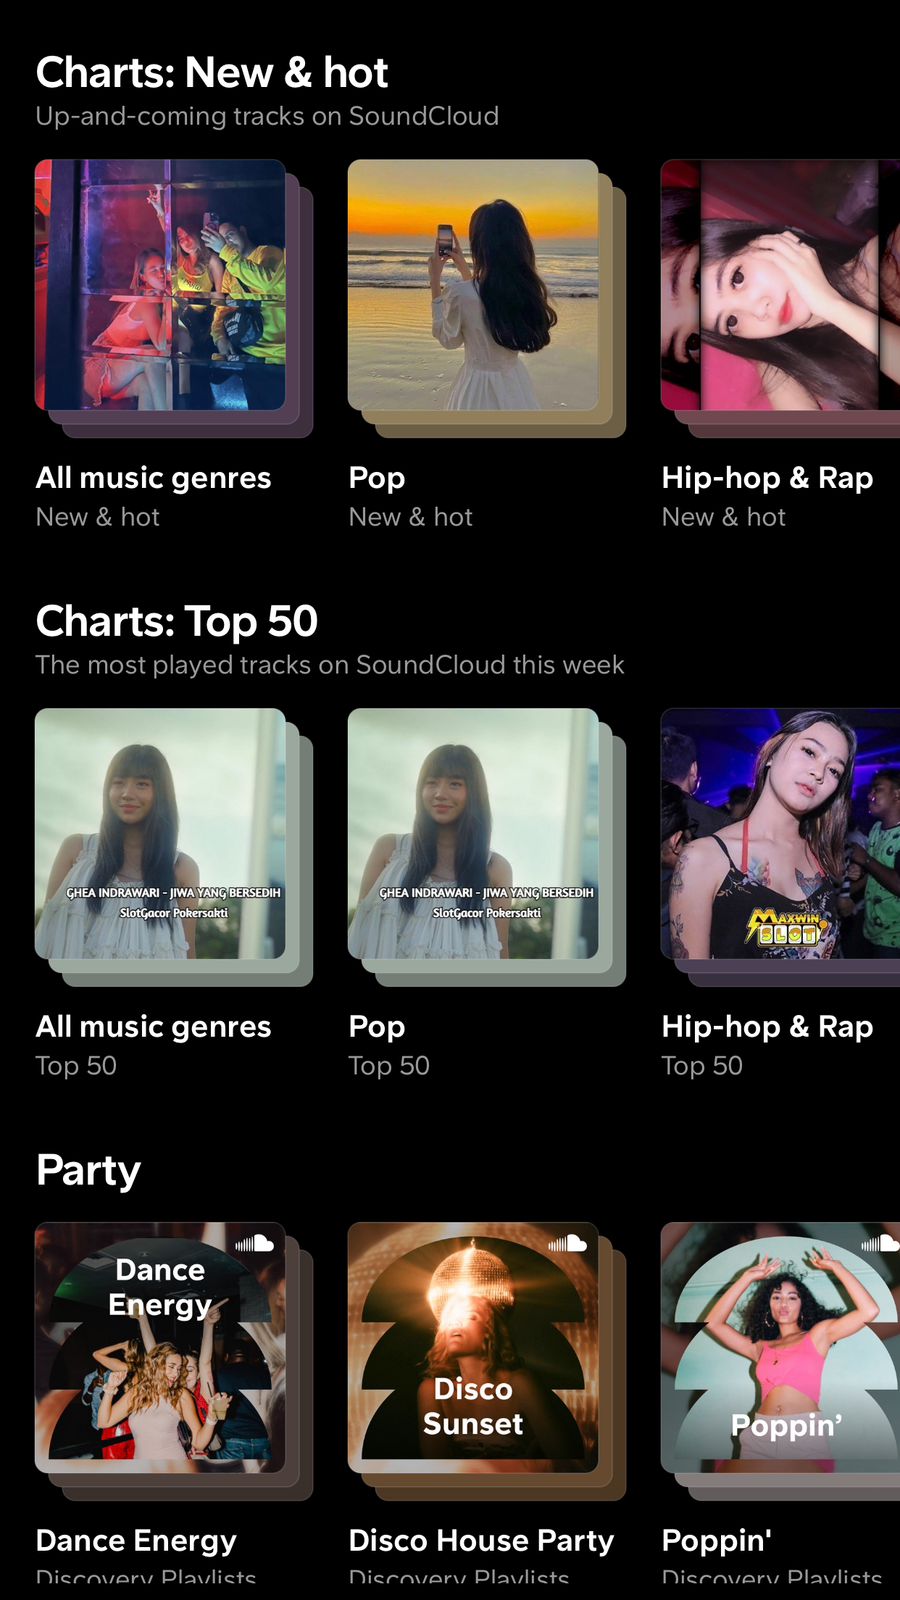 Charts: New & hot
Up-and-coming tracks on SoundCloud
All music genres
New & hot
Pop
New & hot
Hip-hop & Rap
New & hot
Charts: Top 50
The most played tracks on SoundCloud this week
GHEA INDRAWARI - JIWA YANG BERSEDIH
SlotGacor Pokersakti
GHEA INDRAWARI - JIWA YANG BERSEDIH
SlotGacor Pokersakti
MAXWIN
SLOT
All music genres
Top 50
Pop
Top 50
Hip-hop & Rap
Top 50
Party
Dance
Energy
Disco
Sunset
Poppin’
Dance Energy
Discovery Playlists
Disco House Party
Discovery Playlists
Poppin'
Discovery Playlists